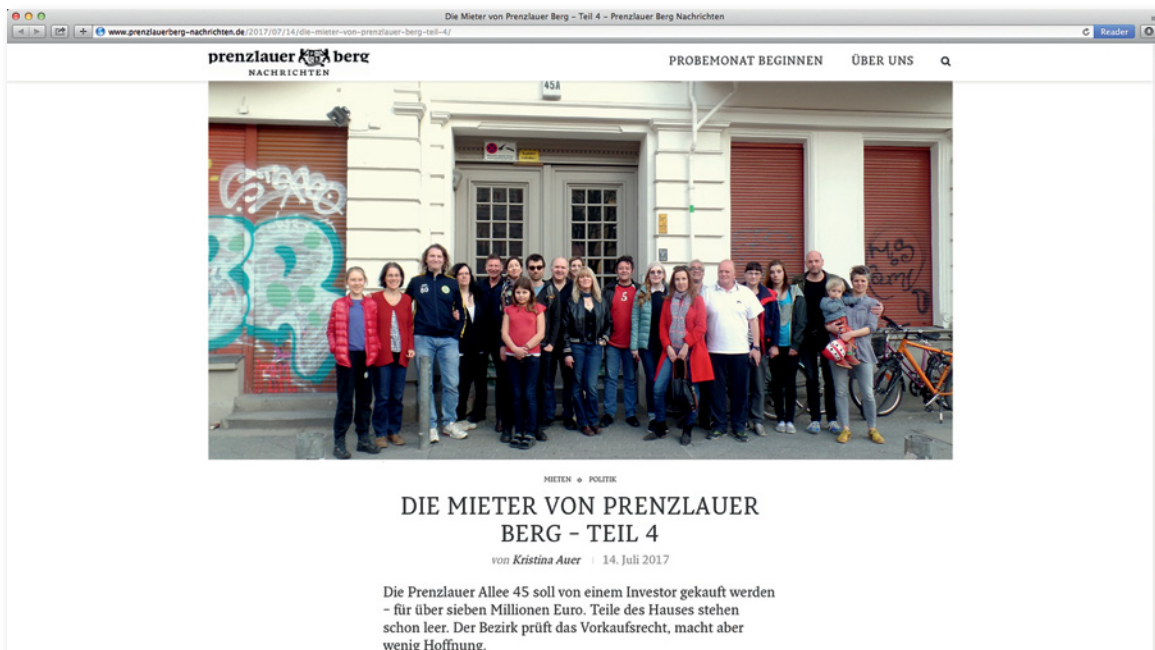 Die Mieter von Prenzlauer Berg – Teil 4 – Prenzlauer Berg Nachrichten
www.prenzlauerberg-nachrichten.de/2017/07/14/die-mieter-von-prenzlauer-berg-teil-4/
Reader
prenzlauer berg
NACHRICHTEN
PROBEMONAT BEGINNEN
ÜBER UNS
45A
5
MIETEN
POLITIK
DIE MIETER VON PRENZLAUER
BERG – TEIL 4
von Kristina Auer
14. Juli 2017
Die Prenzlauer Allee 45 soll von einem Investor gekauft werden
– für über sieben Millionen Euro. Teile des Hauses stehen
schon leer. Der Bezirk prüft das Vorkaufsrecht, macht aber
wenig Hoffnung.